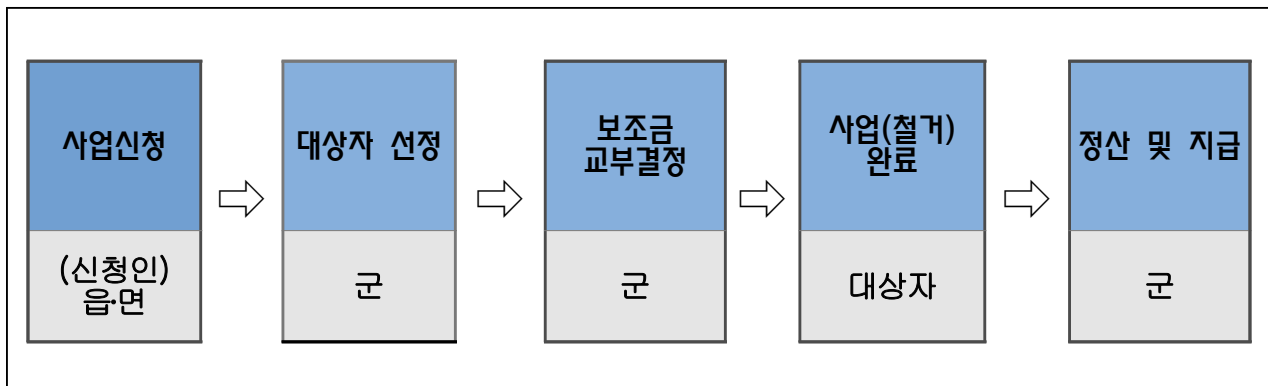 사업신청
(신청인)
읍·면
대상자 선정
군
보조금
교부결정
군
사업(철거)
완료
대상자
정산 및 지급
군